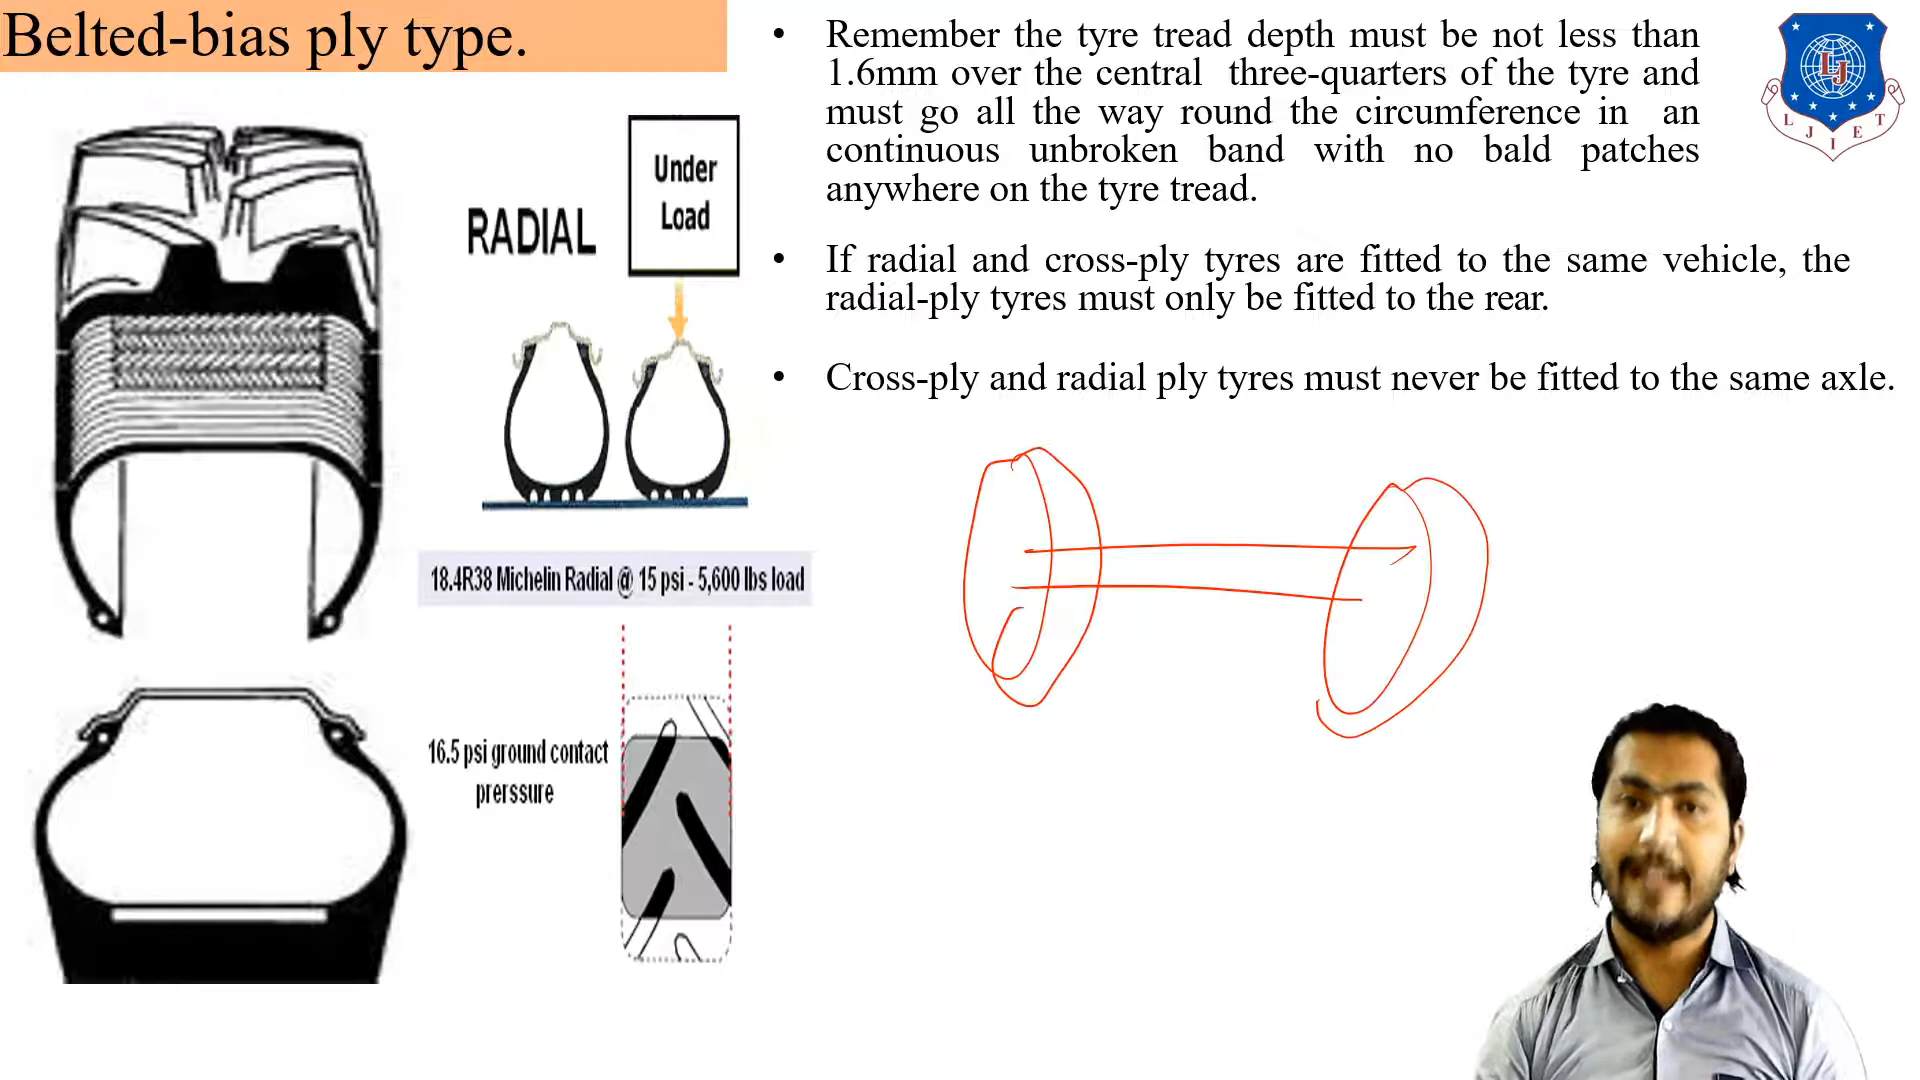 Belted-bias ply type.
• Remember the tyre tread depth must be not less than
1.6mm over the central three-quarters of the tyre and
must go all the way round the circumference in an
continuous unbroken band with no bald patches
anywhere on the tyre tread.
• If radial and cross-ply tyres are fitted to the same vehicle, the
radial-ply tyres must only be fitted to the rear.
• Cross-ply and radial ply tyres must never be fitted to the same axle.
LJ
L J I E T
RADIAL
Under
Load
18.4R38 Michelin Radial @ 15 psi - 5,600 lbs load
16.5 psi ground contact
prerssure